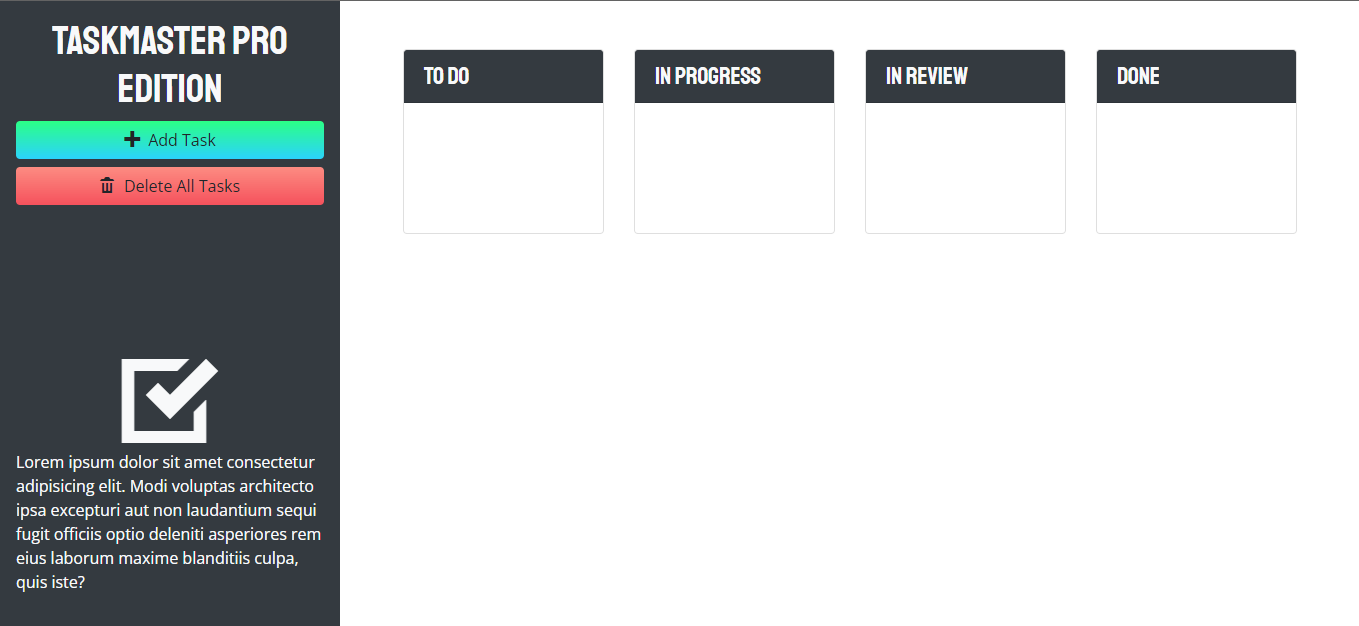 TASKMASTER PRO
EDITION
Add Task
Delete All Tasks
Lorem ipsum dolor sit amet consectetur
adipisicing elit. Modi voluptas architecto
ipsa excepturi aut non laudantium sequi
fugit officiis optio deleniti asperiores rem
eius laborum maxime blanditiis culpa,
quis iste?
TO DO
IN PROGRESS
IN REVIEW
DONE